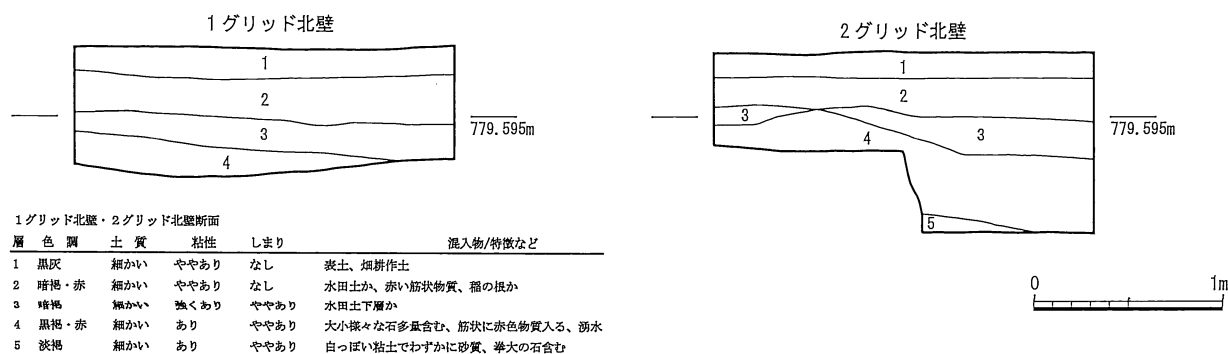 1グリッド北壁
1
2
3
4
779.595m
2グリッド北壁
1
2
3
4
3
5
779.595m
0 1m
1グリッド北壁・2グリッド北壁断面
層 色 調 土 質 粘性 しまり 混入物/特徴など
1 黒灰 細かい ややあり なし 表土、畑耕作土
2 暗褐・赤 細かい ややあり なし 水田土か、赤い筋状物質、稲の根か
3 暗褐 細かい 強くあり ややあり 水田土下層か
4 黒褐・赤 細かい あり ややあり 大小様々な石多量含む、筋状に赤色物質入る、湧水
5 淡褐 細かい あり ややあり 白っぽい粘土でわずかに砂質、拳大の石含む